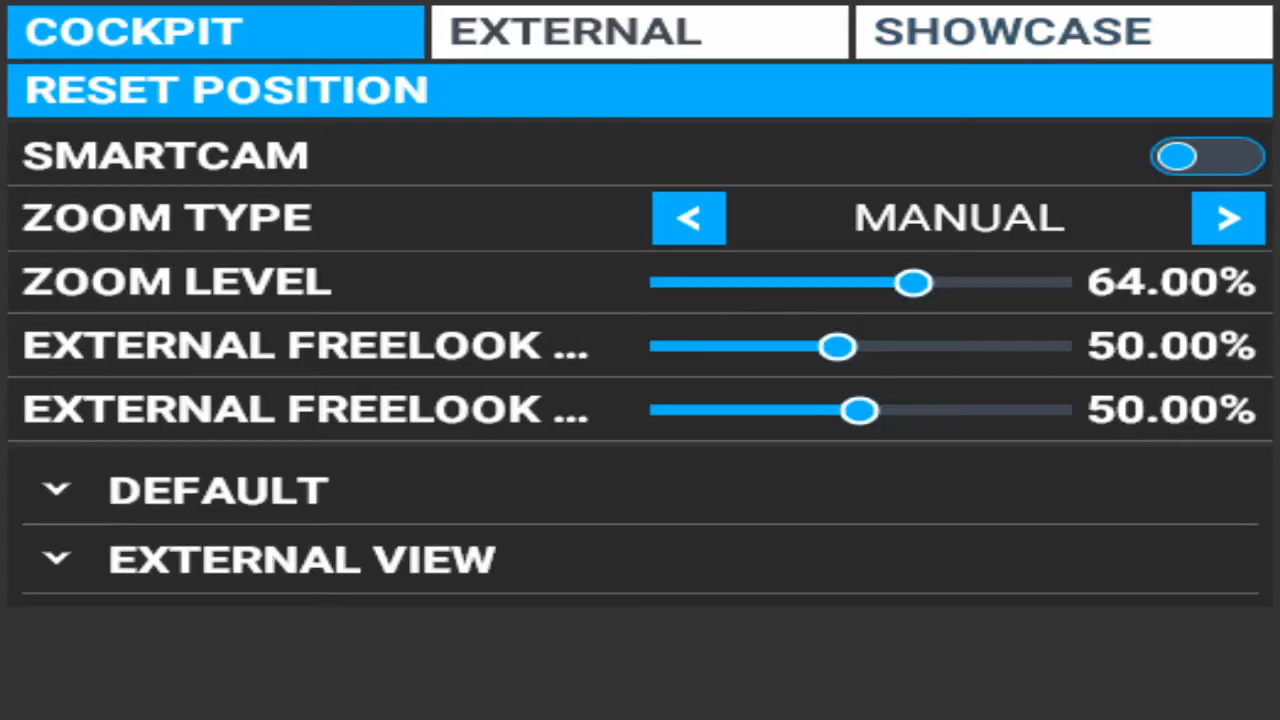 COCKPIT EXTERNAL SHOWCASE
RESET POSITION
SMARTCAM
ZOOM TYPE < MANUAL >
ZOOM LEVEL 64.00%
EXTERNAL FREELOOK ... 50.00%
EXTERNAL FREELOOK ... 50.00%
DEFAULT
EXTERNAL VIEW